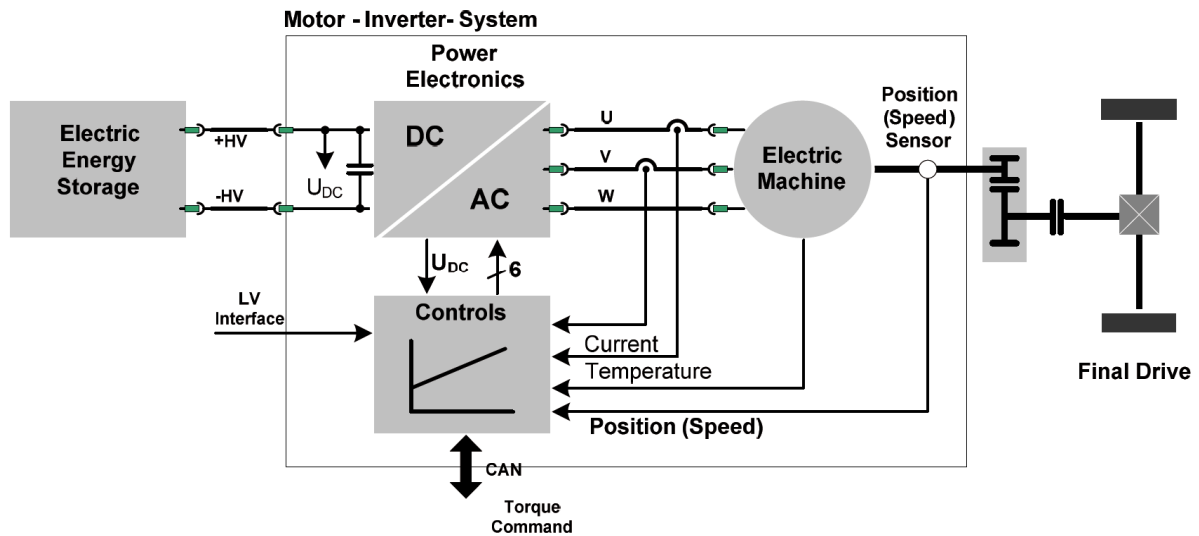 Motor - Inverter- System
Power
Electronics
Electric
Energy
Storage
+HV
-HV
UDC
DC
AC
U
V
W
Electric
Machine
Position
(Speed)
Sensor
UDC
6
LV
Interface
Controls
Current
Temperature
Position (Speed)
CAN
Torque
Command
Final Drive